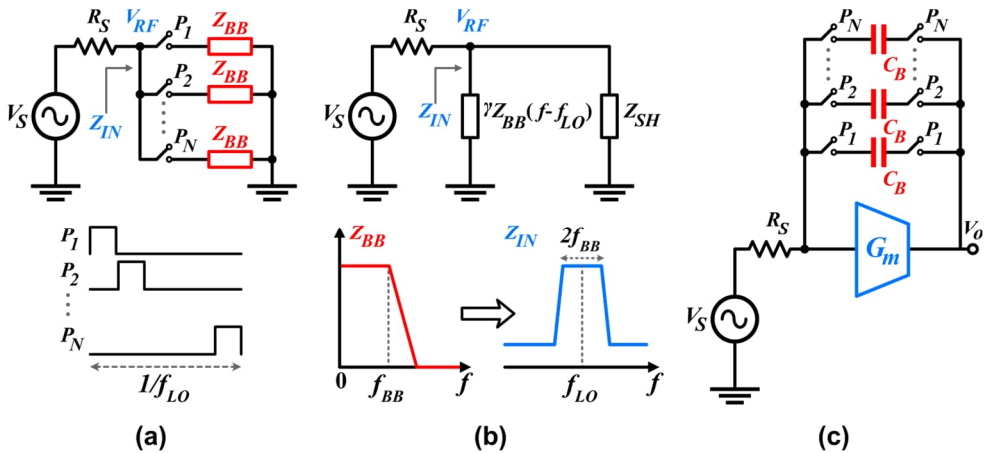 R_S
V_RF
P_1
Z_BB
P_2
Z_BB
P_N
Z_BB
V_S
Z_IN
P_1
P_2
P_N
1/f_LO
(a)
R_S
V_RF
V_S
Z_IN
γZ_BB(f-f_LO)
Z_SH
Z_BB
0
f_BB
f
Z_IN
2f_BB
f_LO
f
(b)
P_N
P_N
C_B
P_2
P_2
C_B
P_1
P_1
C_B
R_S
G_m
V_o
V_S
(c)